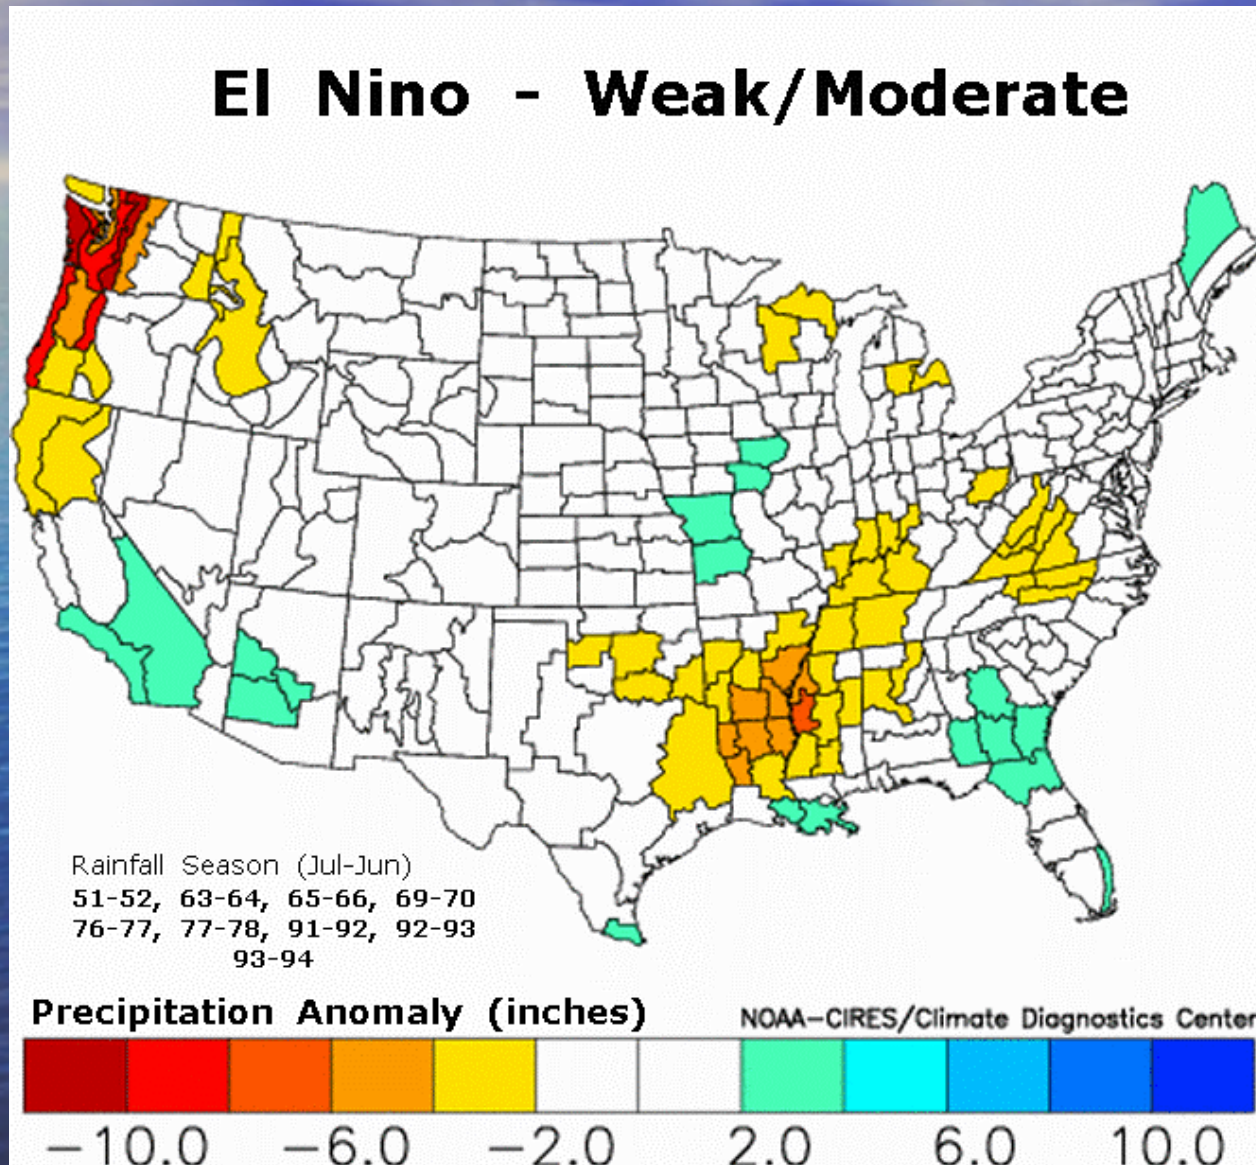 El Nino - Weak/Moderate
Rainfall Season (Jul-Jun)
51-52, 63-64, 65-66, 69-70
76-77, 77-78, 91-92, 92-93
93-94
Precipitation Anomaly (inches)
NOAA-CIRES/Climate Diagnostics Center
-10.0 -6.0 -2.0 2.0 6.0 10.0